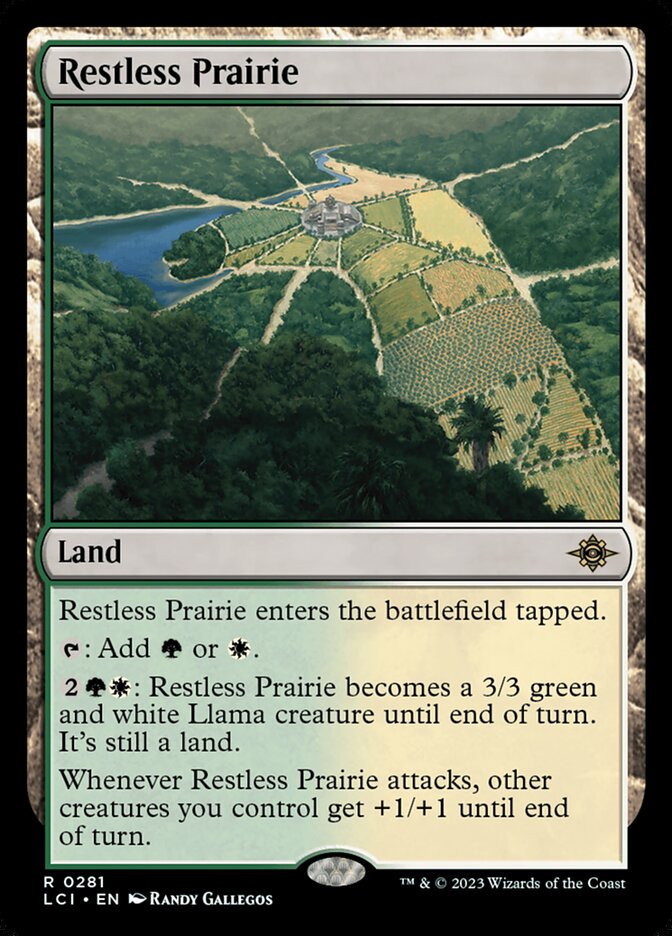 Restless Prairie
Land
Restless Prairie enters the battlefield tapped.
: Add or .
2: Restless Prairie becomes a 3/3 green
and white Llama creature until end of turn.
It's still a land.
Whenever Restless Prairie attacks, other
creatures you control get +1/+1 until end
of turn.
R 0281
LCI • EN RANDY GALLEGOS
™ & © 2023 Wizards of the Coast